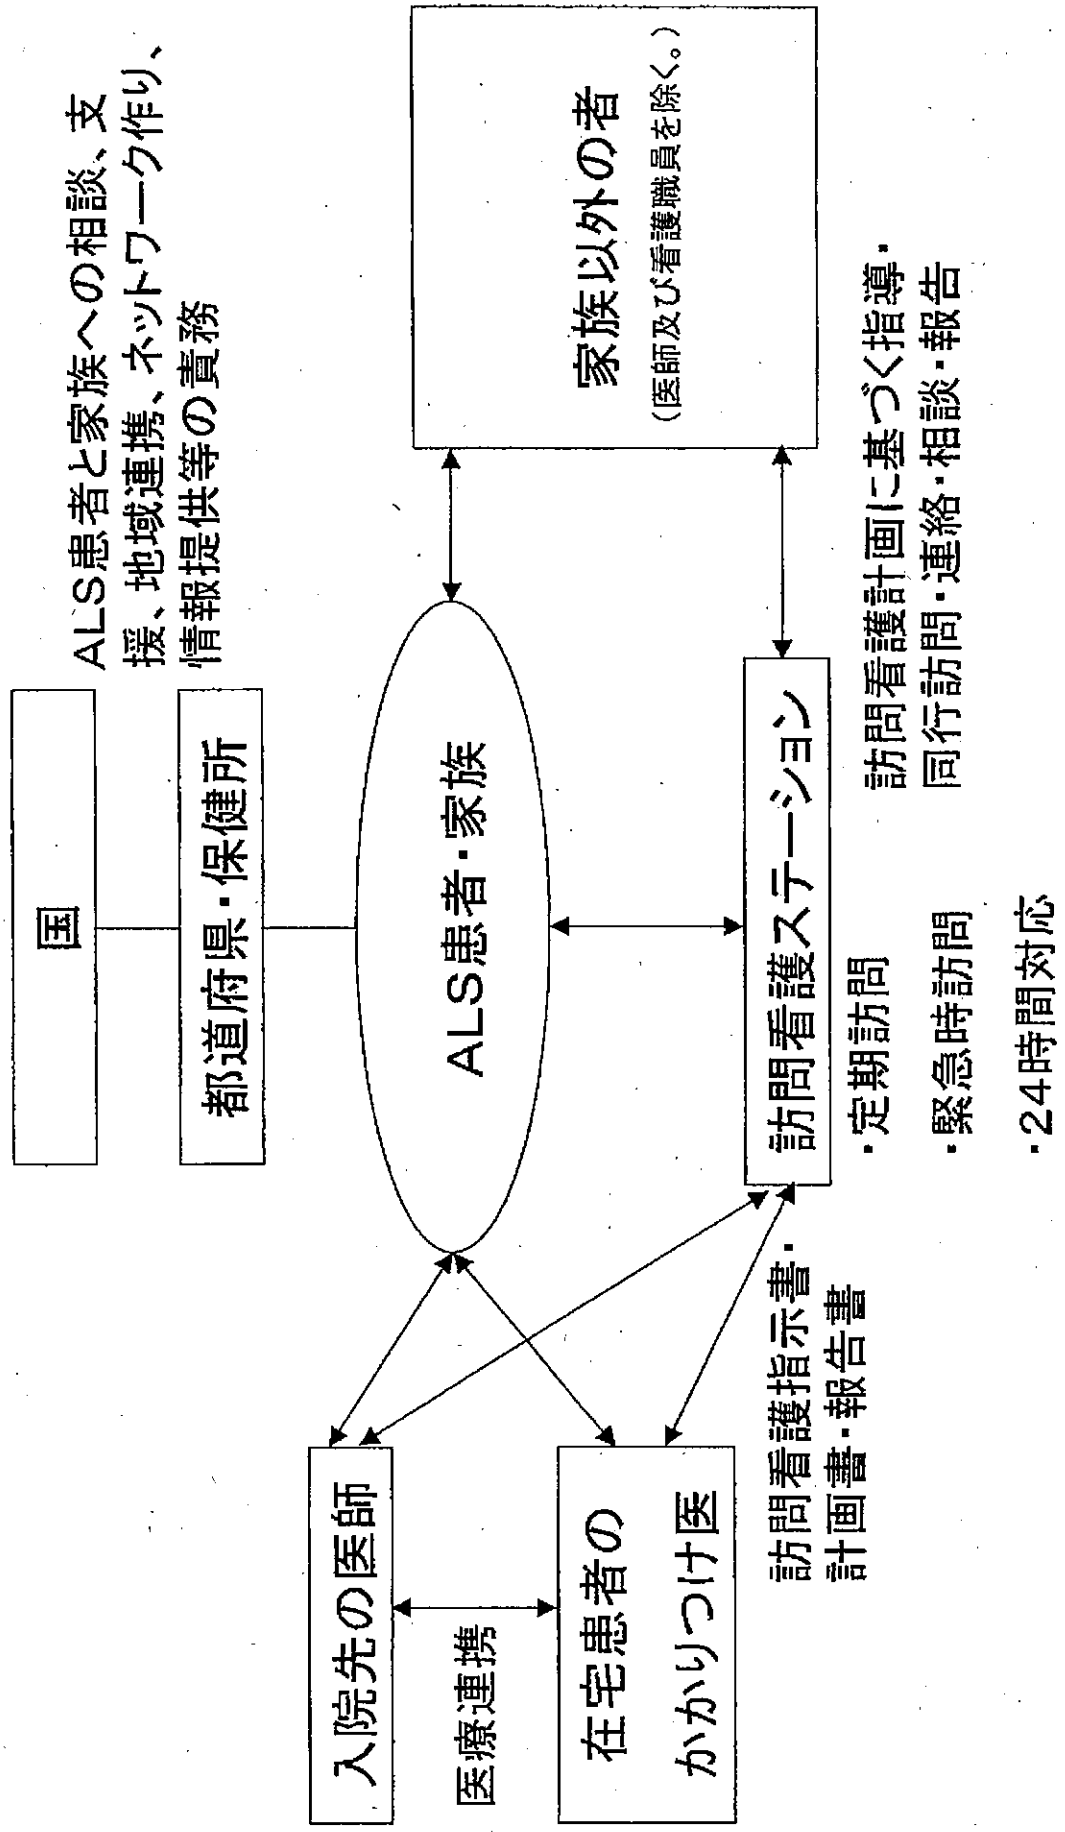 国
都道府県・保健所
ALS患者と家族への相談、支
援、地域連携、ネットワーク作り、
情報提供等の責務
入院先の医師
医療連携
在宅患者の
かかりつけ医
ALS患者・家族
家族以外の者
（医師及び看護職員を除く。）
訪問看護ステーション
訪問看護指示書・
計画書・報告書
・定期訪問
・緊急時訪問
・24時間対応
訪問看護計画に基づく指導・
同行訪問・連絡・相談・報告